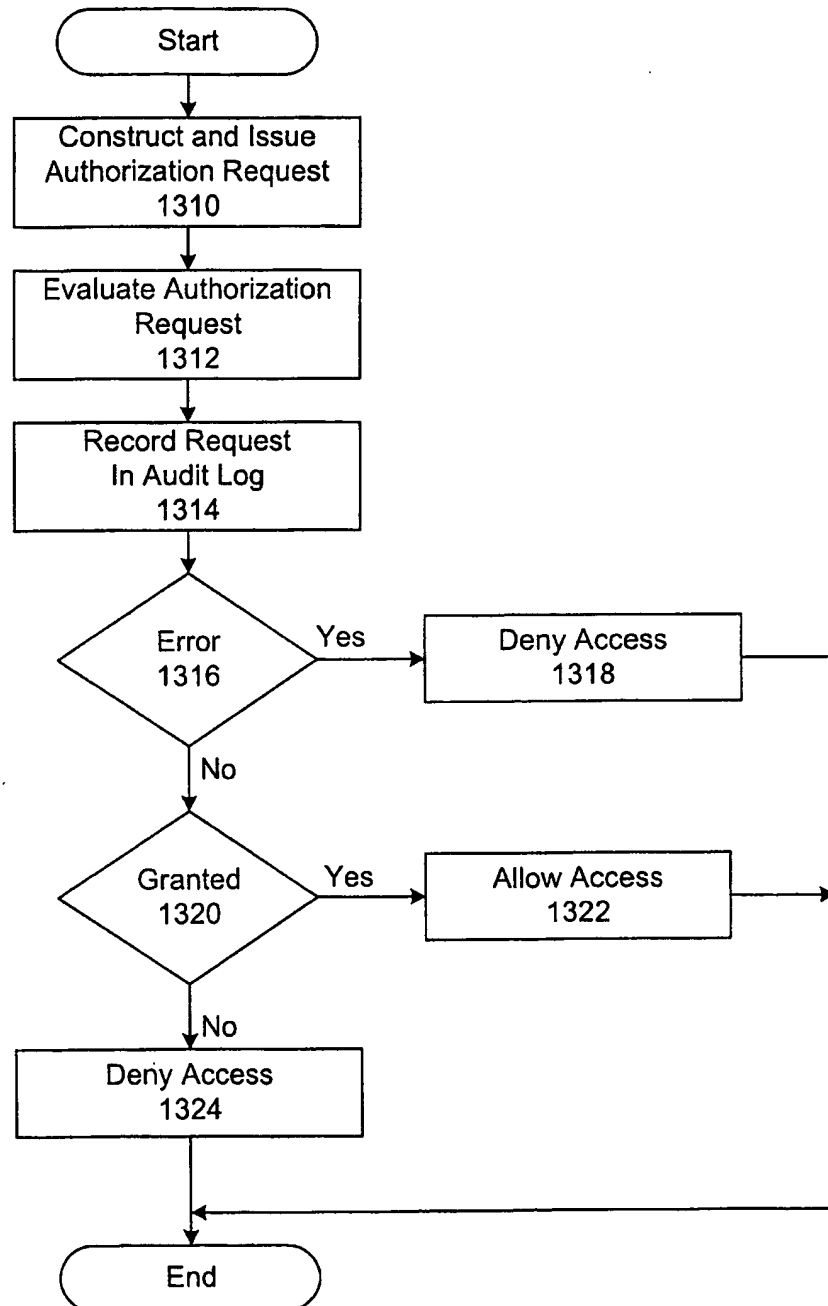 Start
Construct and Issue
Authorization Request
1310
Evaluate Authorization
Request
1312
Record Request
In Audit Log
1314
Error
1316
Yes
Deny Access
1318
No
Granted
1320
Yes
Allow Access
1322
No
Deny Access
1324
End